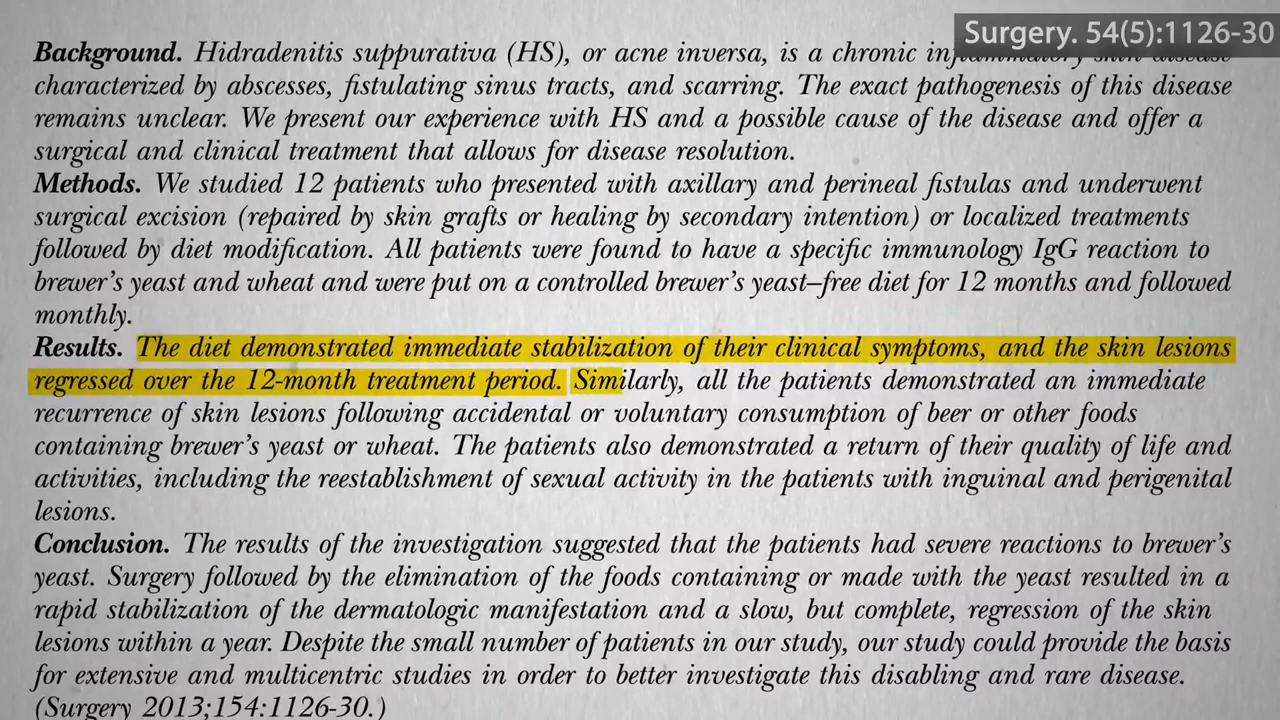 Surgery. 54(5):1126-30
Background. Hidradenitis suppurativa (HS), or acne inversa, is a chronic inflammatory skin disease
characterized by abscesses, fistulating sinus tracts, and scarring. The exact pathogenesis of this disease
remains unclear. We present our experience with HS and a possible cause of the disease and offer a
surgical and clinical treatment that allows for disease resolution.
Methods. We studied 12 patients who presented with axillary and perineal fistulas and underwent
surgical excision (repaired by skin grafts or healing by secondary intention) or localized treatments
followed by diet modification. All patients were found to have a specific immunology IgG reaction to
brewer's yeast and wheat and were put on a controlled brewer's yeast–free diet for 12 months and followed
monthly.
Results. The diet demonstrated immediate stabilization of their clinical symptoms, and the skin lesions
regressed over the 12-month treatment period. Similarly, all the patients demonstrated an immediate
recurrence of skin lesions following accidental or voluntary consumption of beer or other foods
containing brewer's yeast or wheat. The patients also demonstrated a return of their quality of life and
activities, including the reestablishment of sexual activity in the patients with inguinal and perigenital
lesions.
Conclusion. The results of the investigation suggested that the patients had severe reactions to brewer's
yeast. Surgery followed by the elimination of the foods containing or made with the yeast resulted in a
rapid stabilization of the dermatologic manifestation and a slow, but complete, regression of the skin
lesions within a year. Despite the small number of patients in our study, our study could provide the basis
for extensive and multicentric studies in order to better investigate this disabling and rare disease.
(Surgery 2013;154:1126-30.)